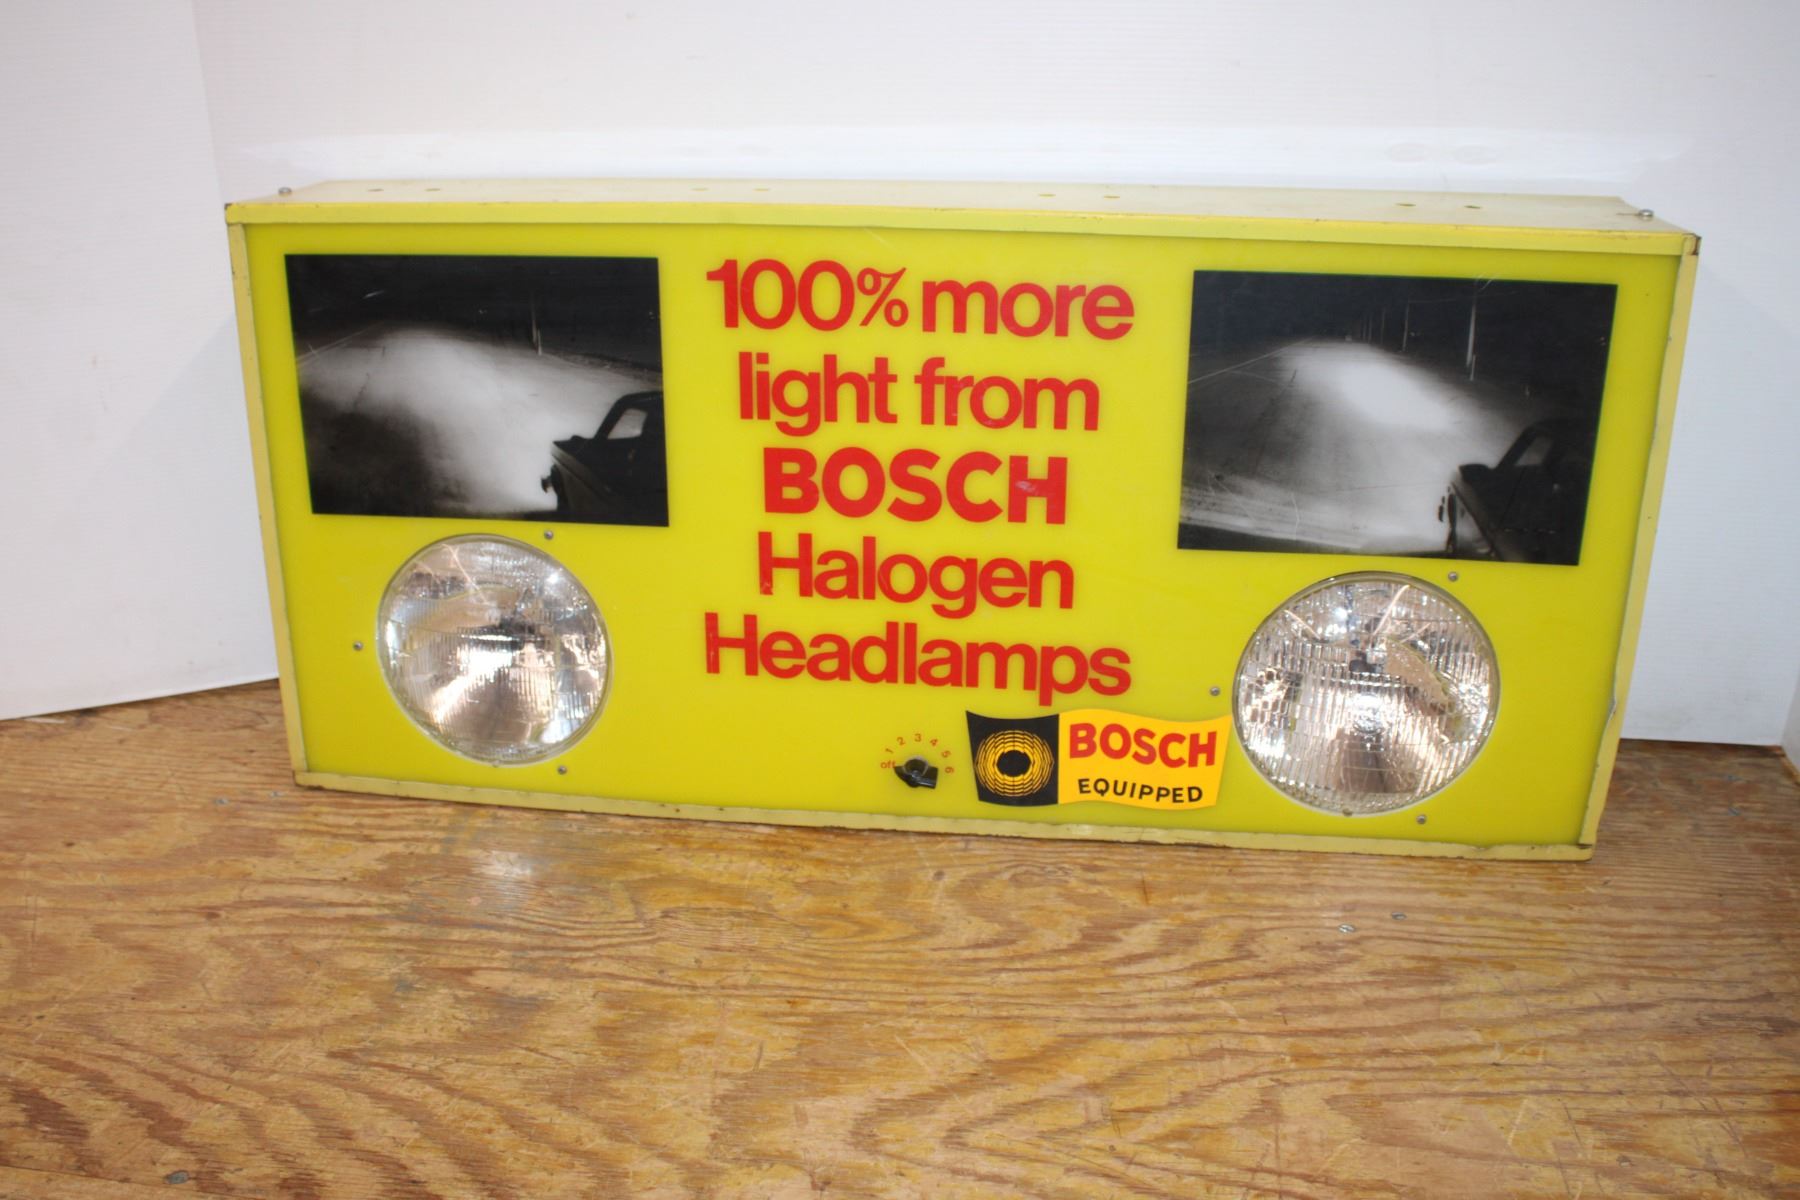 100% more
light from
BOSCH
Halogen
Headlamps
off 1 2 3 4 5 6
BOSCH
EQUIPPED